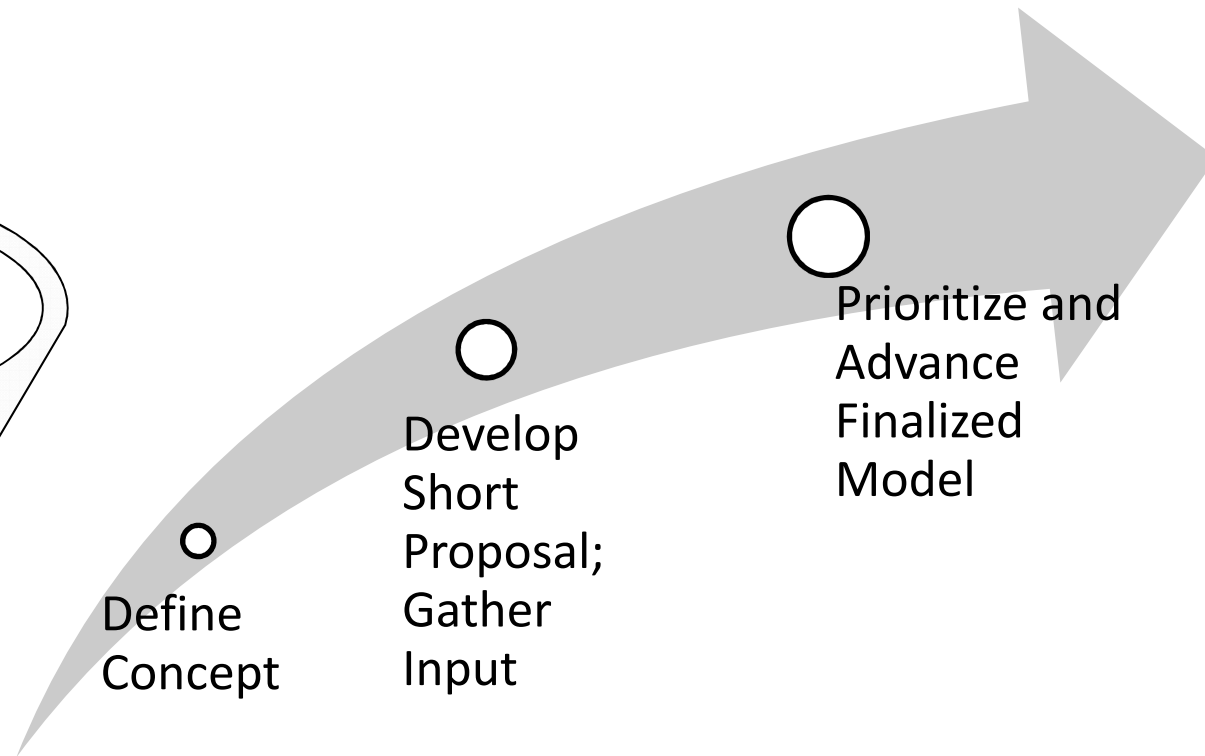 Define
Concept
Develop
Short
Proposal;
Gather
Input
Prioritize and
Advance
Finalized
Model